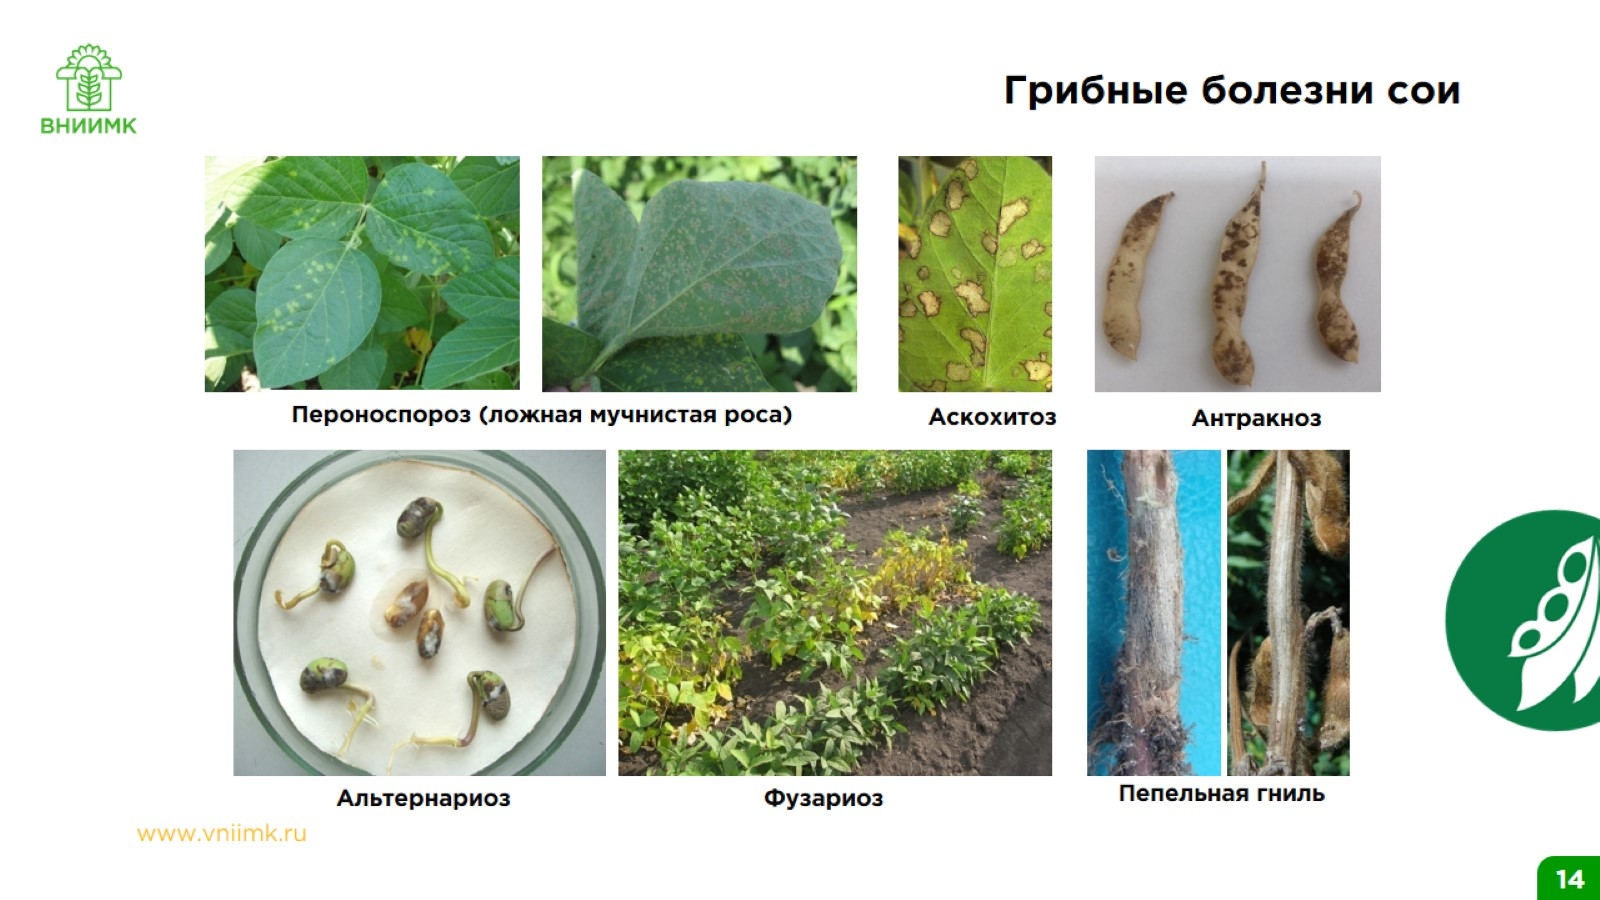 ВНИИМК
Грибные болезни сои
Пероноспороз (ложная мучнистая роса)
Аскохитоз
Антракноз
Альтернариоз
Фузариоз
Пепельная гниль
www.vniimk.ru
14